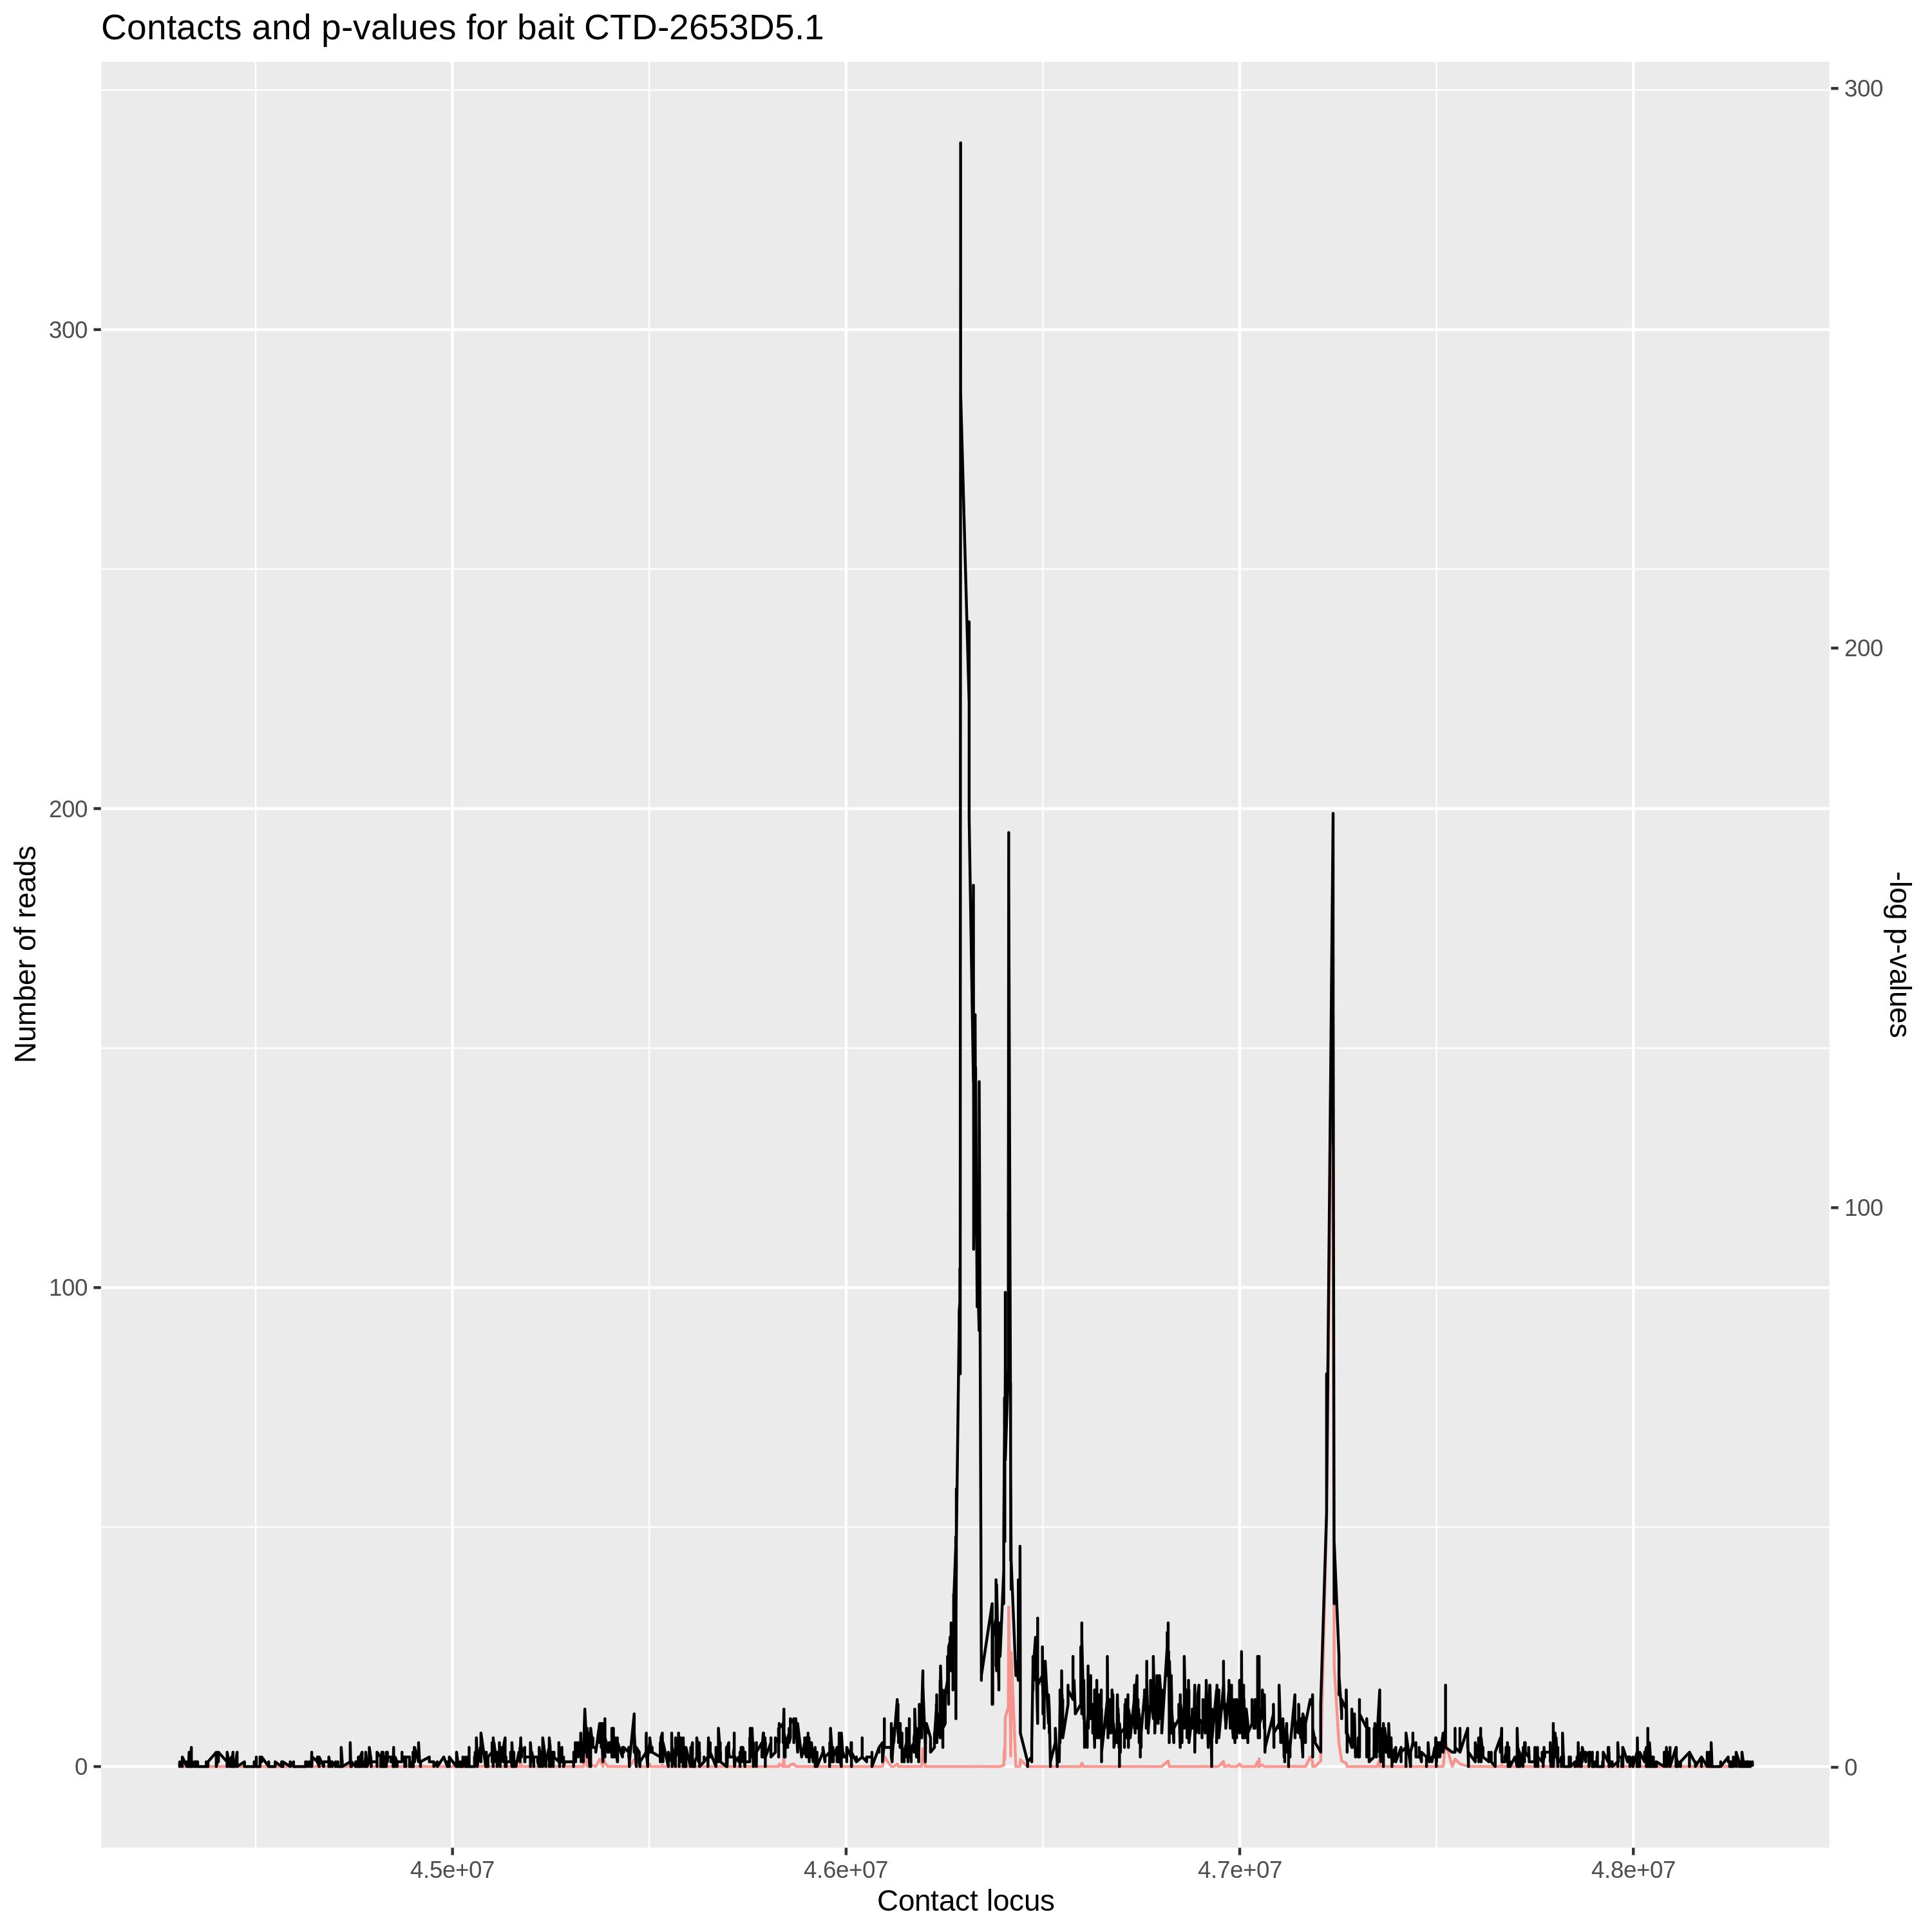 Contacts and p-values for bait CTD-2653D5.1
Number of reads
300
200
100
0
300
200
100
0
-log p-values
4.5e+07
4.6e+07
4.7e+07
4.8e+07
Contact locus